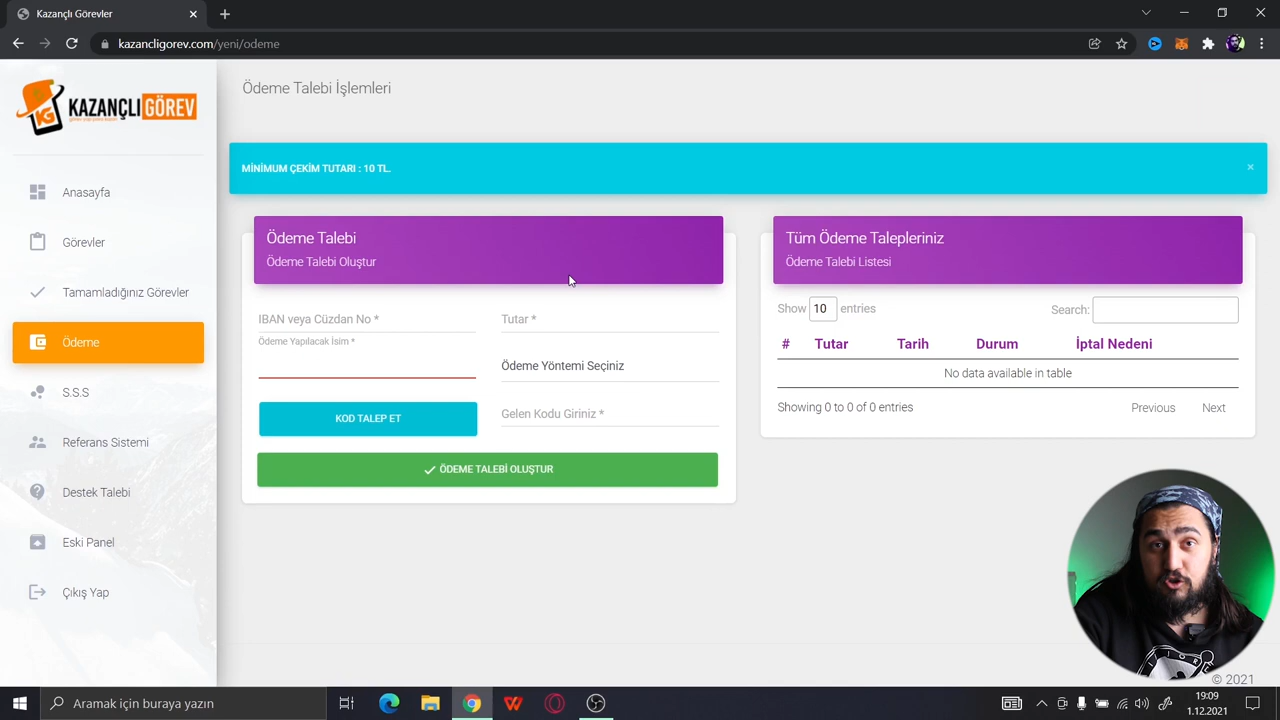 Kazançlı Görevler
kazancligorev.com/yeni/odeme
KAZANÇLIGÖREV
Anasayfa
Görevler
Tamamladığınız Görevler
Ödeme
S.S.S
Referans Sistemi
Destek Talebi
Eski Panel
Çıkış Yap
Ödeme Talebi İşlemleri
MİNİMUM ÇEKİM TUTARI : 10 TL.
Ödeme Talebi
Ödeme Talebi Oluştur
IBAN veya Cüzdan No *
Tutar *
Ödeme Yapılacak İsim *
Ödeme Yöntemi Seçiniz
KOD TALEP ET
Gelen Kodu Giriniz *
ÖDEME TALEBİ OLUŞTUR
Tüm Ödeme Talepleriniz
Ödeme Talebi Listesi
Show 10 entries
Search:
# Tutar Tarih Durum İptal Nedeni
No data available in table
Showing 0 to 0 of 0 entries
Previous Next
© 2021
Aramak için buraya yazın
19:09
1.12.2021